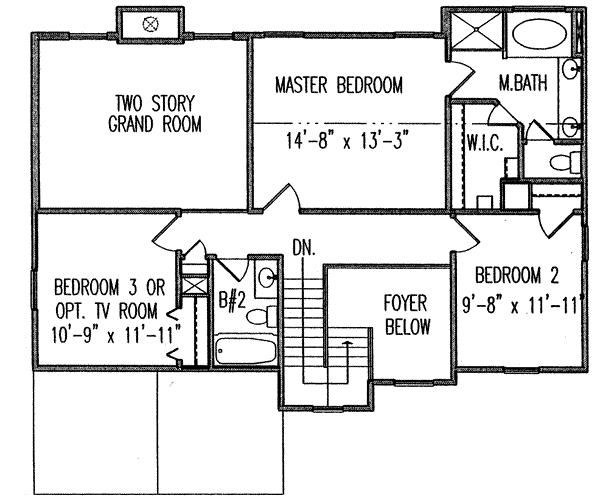 TWO STORY
GRAND ROOM
MASTER BEDROOM
14'-8" x 13'-3"
M.BATH
W.I.C.
DN.
BEDROOM 3 OR
OPT. TV ROOM
10'-9" x 11'-11"
B#2
FOYER
BELOW
BEDROOM 2
9'-8" x 11'-11"